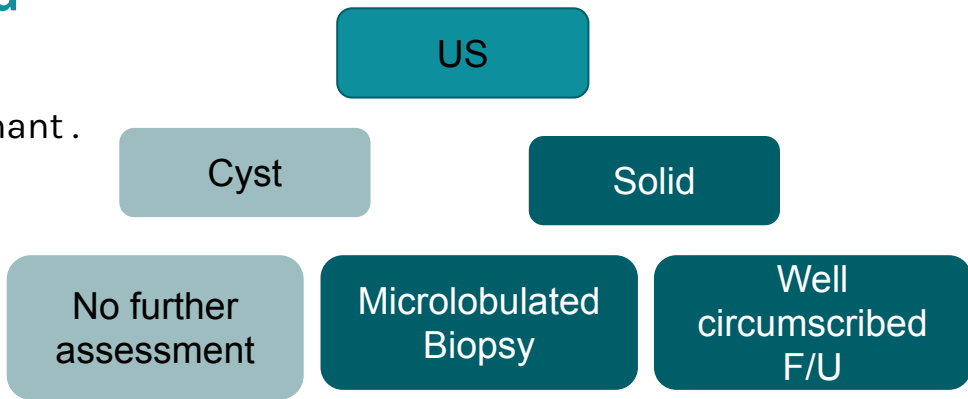 US
nant.
Cyst
Solid
No further
assessment
Microlobulated
Biopsy
Well
circumscribed
F/U